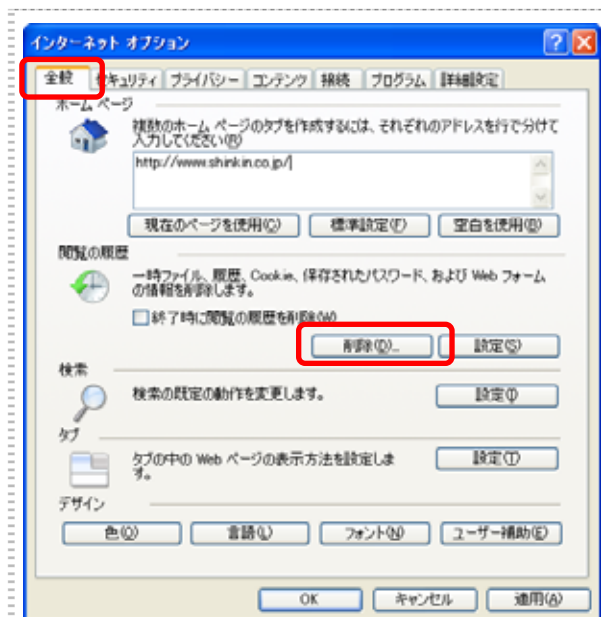 インターネット オプション
全般 セキュリティ プライバシー コンテンツ 接続 プログラム 詳細設定
ホーム ページ
複数のホーム ページのタブを作成するには、それぞれのアドレスを行で分けて
入力してください(R)
http://www.shinkin.co.jp/
現在のページを使用(C) 標準設定(F) 空白を使用(B)
閲覧の履歴
一時ファイル、履歴、Cookie、保存されたパスワード、および Web フォーム
の情報を削除します。
終了時に閲覧の履歴を削除(W)
削除(D)... 設定(S)
検索
検索の既定の動作を変更します。
設定(I)
タブ
タブの中の Web ページの表示方法を設定しま
す。
設定(T)
デザイン
色(O) 言語(L) フォント(N) ユーザー補助(E)
OK キャンセル 適用(A)